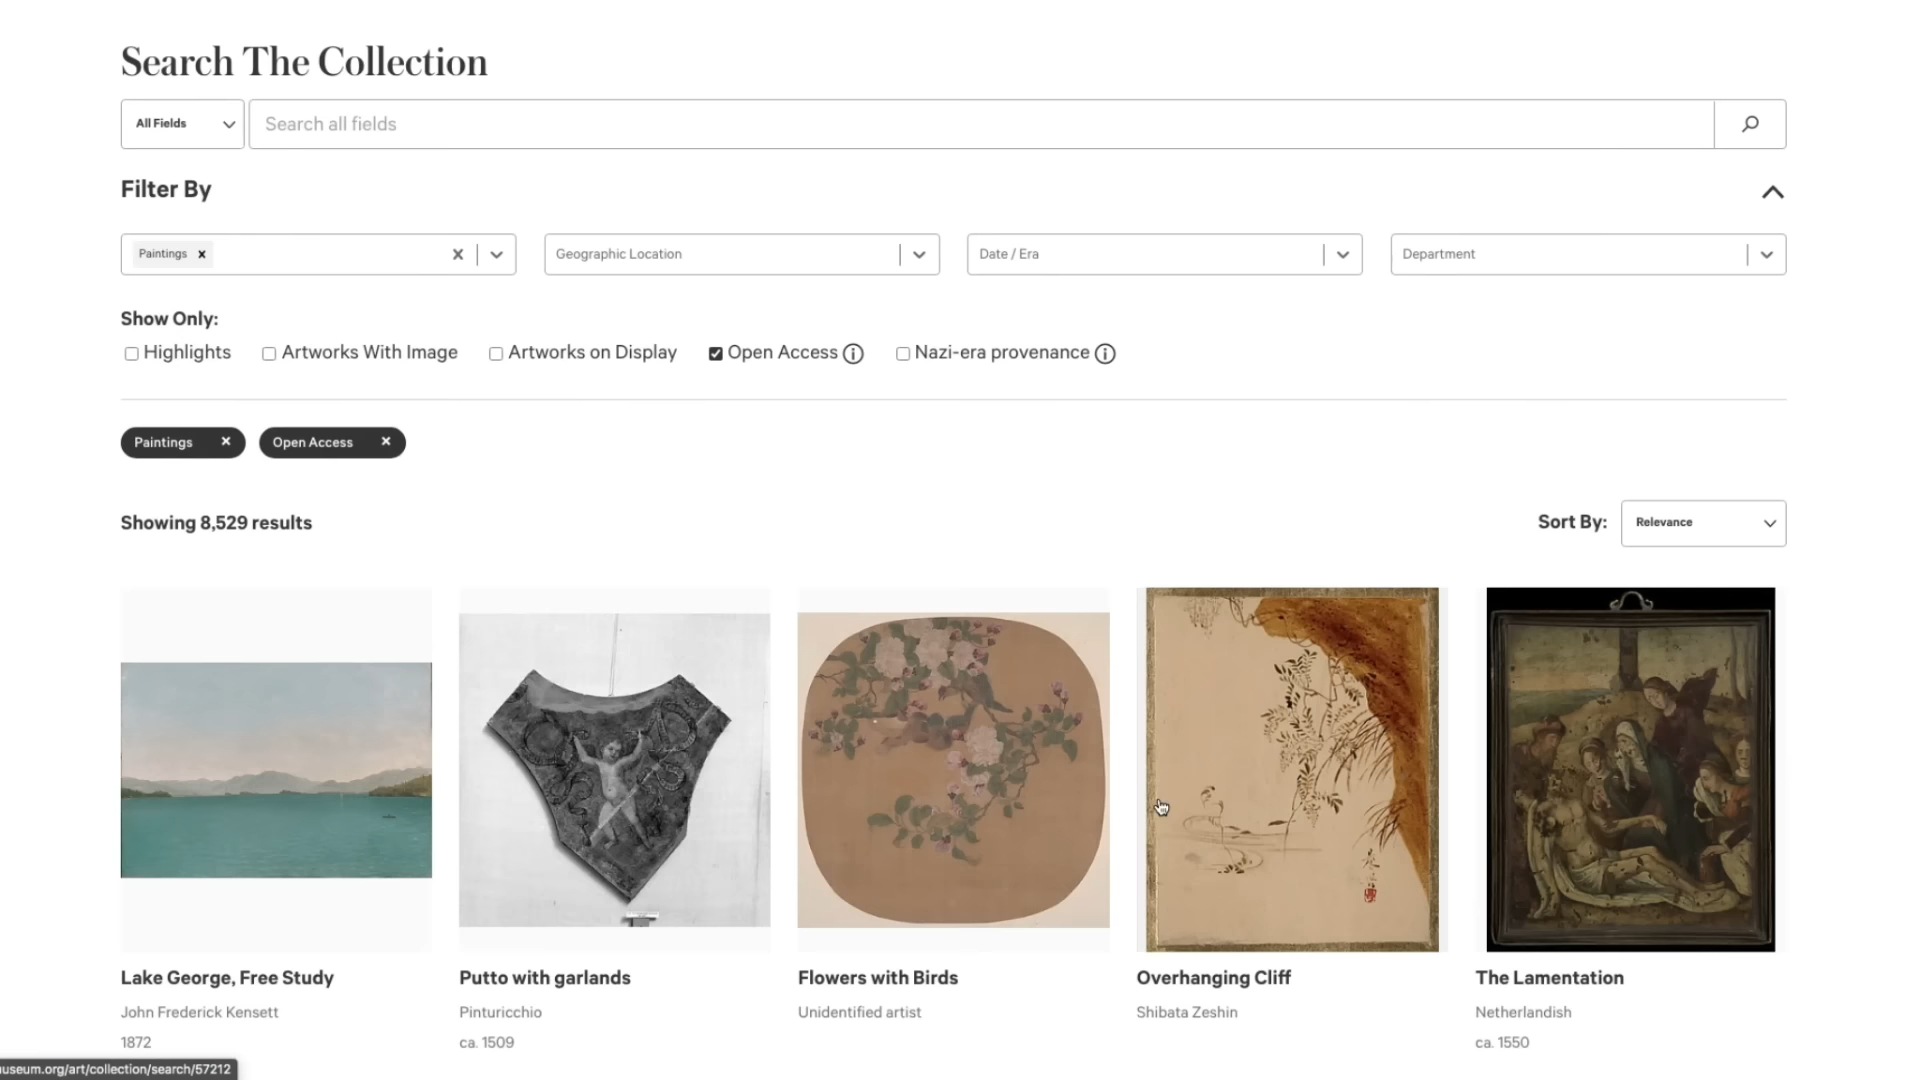 Search The Collection
All Fields
Search all fields
Filter By
Paintings
Geographic Location
Date / Era
Department
Show Only:
Highlights
Artworks With Image
Artworks on Display
Open Access
Nazi-era provenance
Paintings
Open Access
Showing 8,529 results
Sort By:
Relevance
Lake George, Free Study
John Frederick Kensett
1872
Putto with garlands
Pinturicchio
ca. 1509
Flowers with Birds
Unidentified artist
Overhanging Cliff
Shibata Zeshin
The Lamentation
Netherlandish
ca. 1550
useum.org/art/collection/search/57212